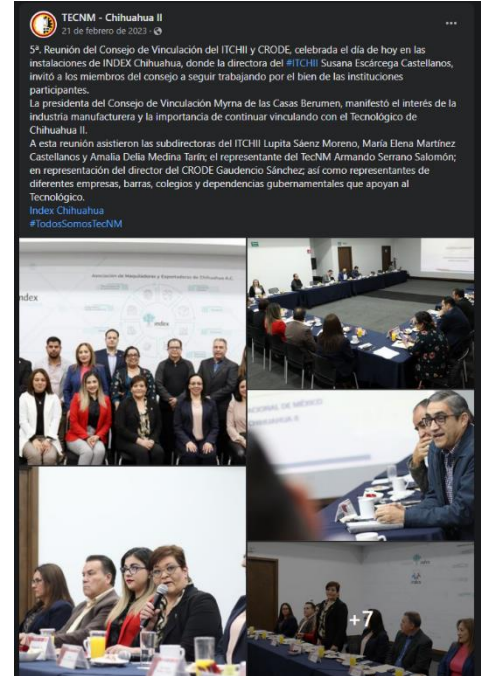 TECNM - Chihuahua II
21 de febrero de 2023 ·
5ª. Reunión del Consejo de Vinculación del ITCHII y CRODE, celebrada el día de hoy en las
instalaciones de INDEX Chihuahua, donde la directora del #ITCHII Susana Escárcega Castellanos,
invitó a los miembros del consejo a seguir trabajando por el bien de las instituciones
participantes.
La presidenta del Consejo de Vinculación Myrna de las Casas Berumen, manifestó el interés de la
industria manufacturera y la importancia de continuar vinculando con el Tecnológico de
Chihuahua II.
A esta reunión asistieron las subdirectoras del ITCHII Lupita Sáenz Moreno, María Elena Martínez
Castellanos y Amalia Delia Medina Tarín; el representante del TecNM Armando Serrano Salomón;
en representación del director del CRODE Gaudencio Sánchez; así como representantes de
diferentes empresas, barras, colegios y dependencias gubernamentales que apoyan al
Tecnológico.
Index Chihuahua
#TodosSomosTecNM
Asociación de Maquiladoras y Exportadoras de Chihuahua A.C.
ndex
index
NACIONAL DE MÉXICO
CHIHUAHUA II
+7